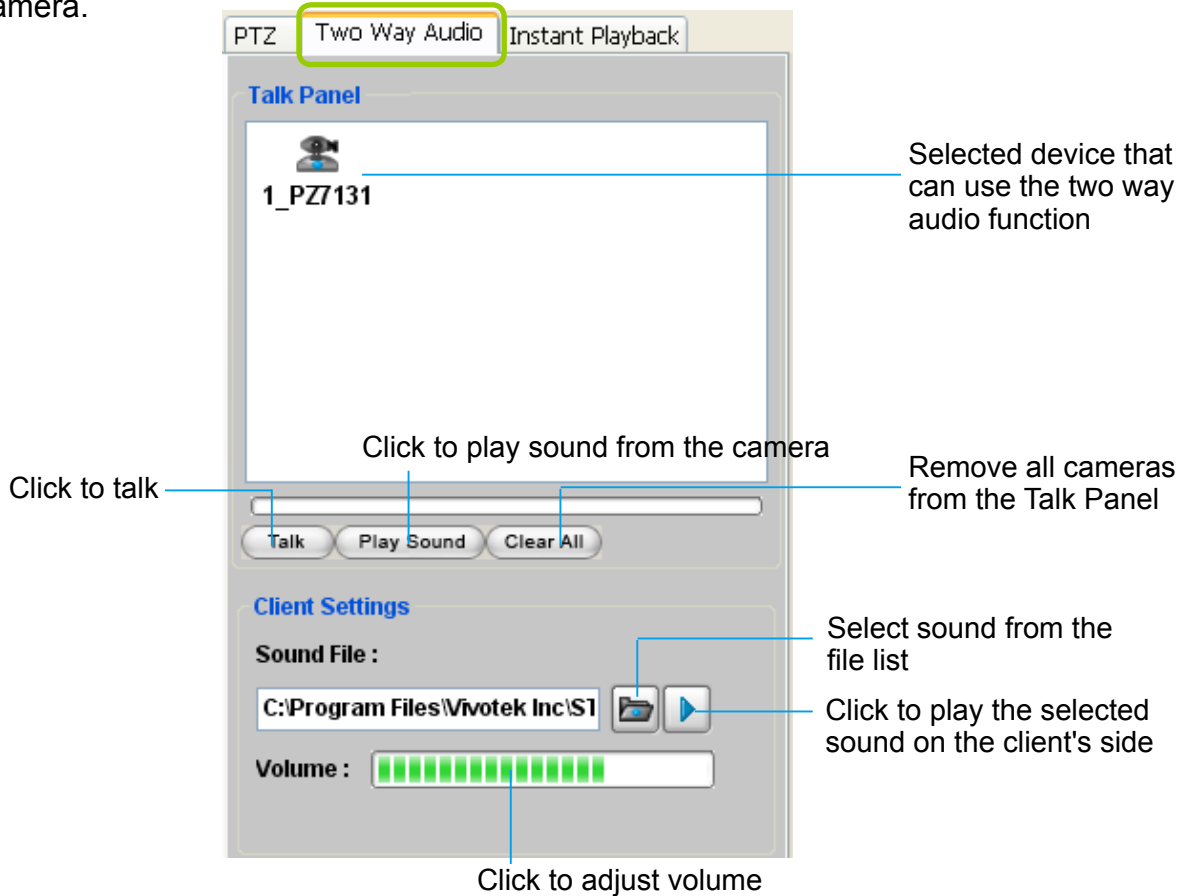 amera.
PTZ Two Way Audio Instant Playback
Talk Panel
1_PZ7131
Selected device that
can use the two way
audio function
Click to play sound from the camera
Click to talk
Remove all cameras
from the Talk Panel
Talk Play Sound Clear All
Client Settings
Sound File :
C:\Program Files\Vivotek Inc\ST
Select sound from the
file list
Click to play the selected
sound on the client's side
Volume :
Click to adjust volume